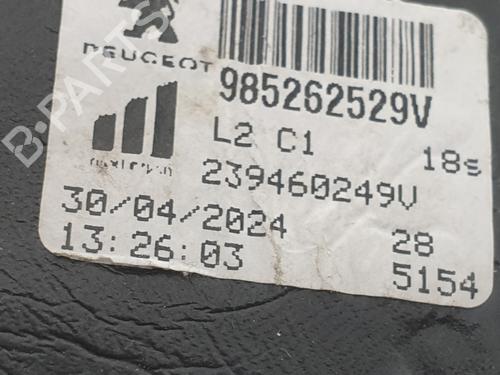 PEUGEOT
985262529V
L2 C1 18s
239460249V
30/04/2024 28
13:26:03 5154
B-PARTS